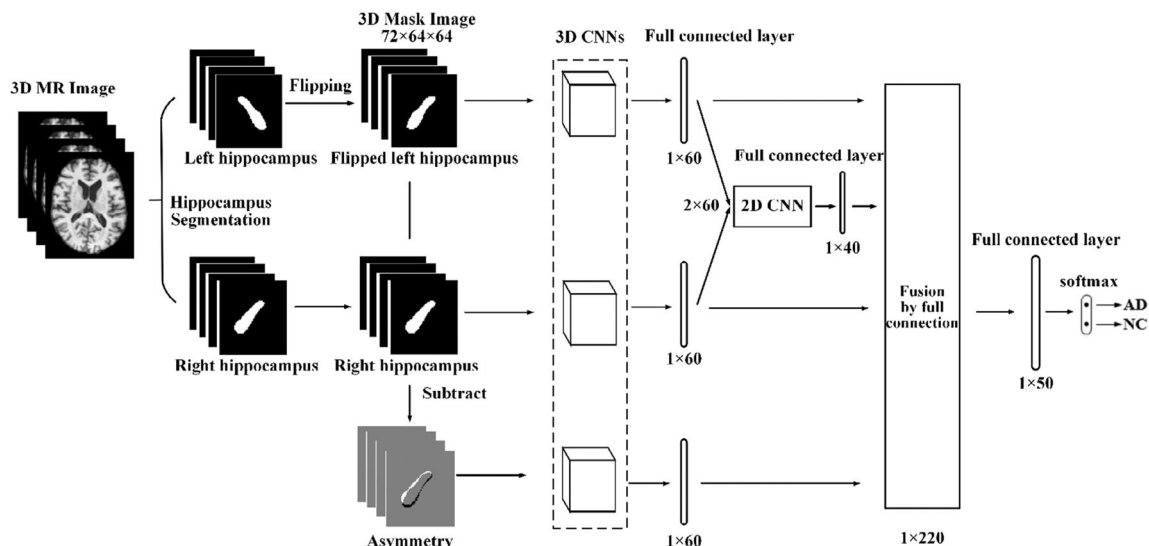 3D MR Image
Hippocampus
Segmentation
Left hippocampus
Flipping
3D Mask Image
72×64×64
Flipped left hippocampus
Right hippocampus
Right hippocampus
Subtract
Asymmetry
3D CNNs
Full connected layer
1×60
2×60
1×60
1×60
2D CNN
Full connected layer
1×40
Fusion
by full
connection
1×220
Full connected layer
1×50
softmax
AD
NC